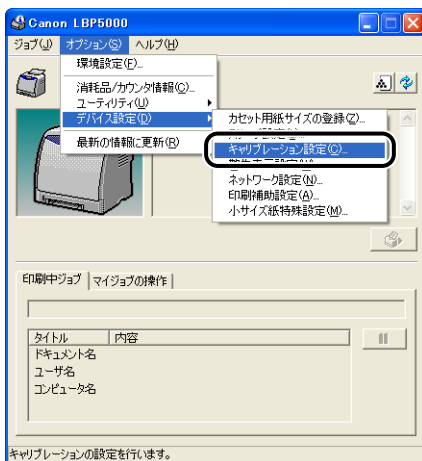 Canon LBP5000
ジョブ(J) オプション(S) ヘルプ(H)
環境設定(F)...
消耗品/カウンタ情報(C)...
ユーティリティ(U)
デバイス設定(D)
最新の情報に更新(R)
カセット用紙サイズの登録(Z)...
キャリブレーション設定(C)...
ネットワーク設定(N)...
印刷補助設定(A)...
小サイズ紙特殊設定(M)...
印刷中ジョブ マイジョブの操作
タイトル 内容
ドキュメント名
ユーザ名
コンピュータ名
キャリブレーションの設定を行います。